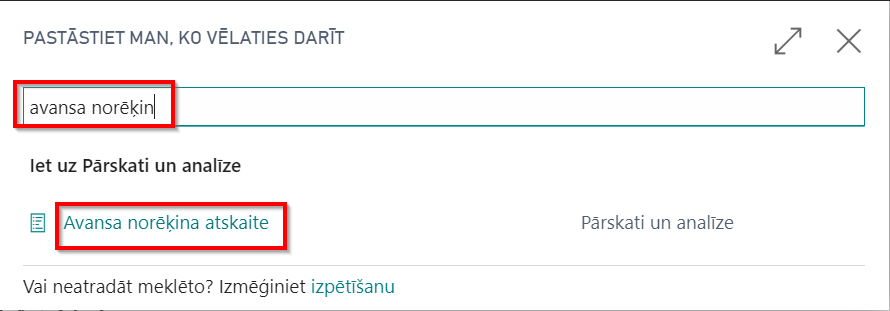 PASTĀSTIET MAN, KO VĒLATIES DARĪT
avansa norēķin
Iet uz Pārskati un analīze
Avansa norēķina atskaite Pārskati un analīze
Vai neatradāt meklēto? Izmēģiniet izpētīšanu